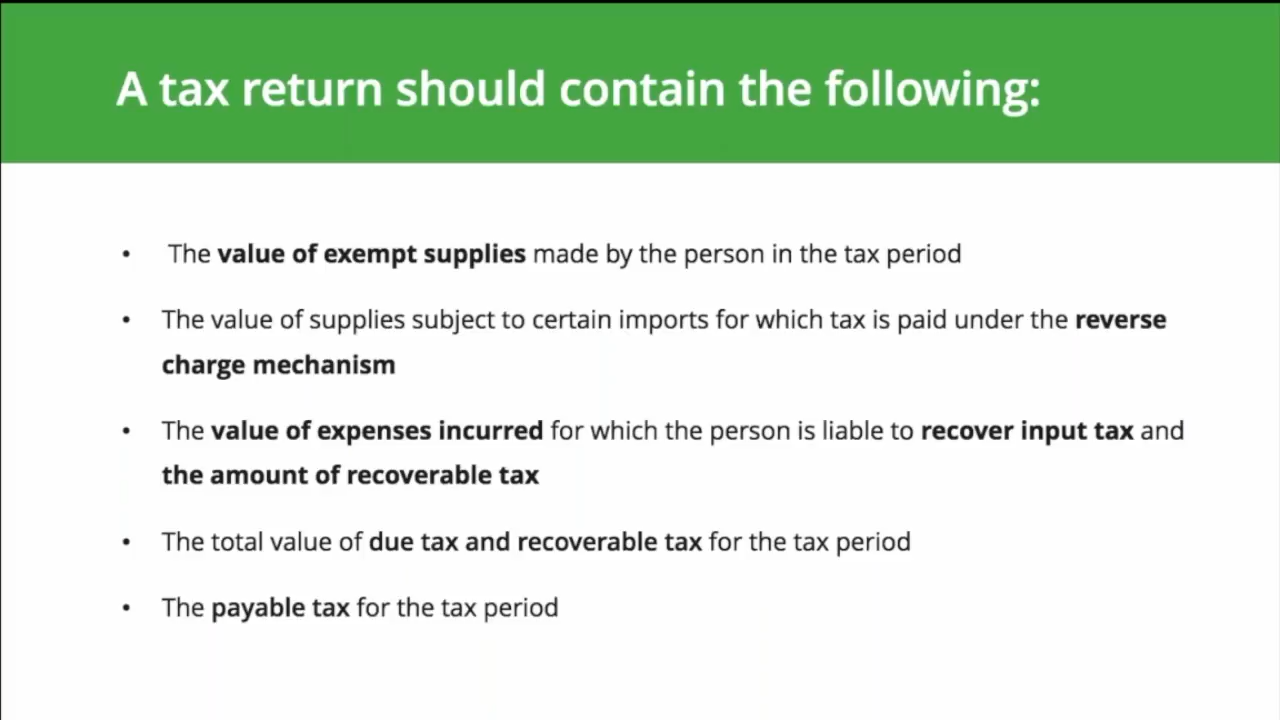 A tax return should contain the following:
• The value of exempt supplies made by the person in the tax period
• The value of supplies subject to certain imports for which tax is paid under the reverse
charge mechanism
• The value of expenses incurred for which the person is liable to recover input tax and
the amount of recoverable tax
• The total value of due tax and recoverable tax for the tax period
• The payable tax for the tax period